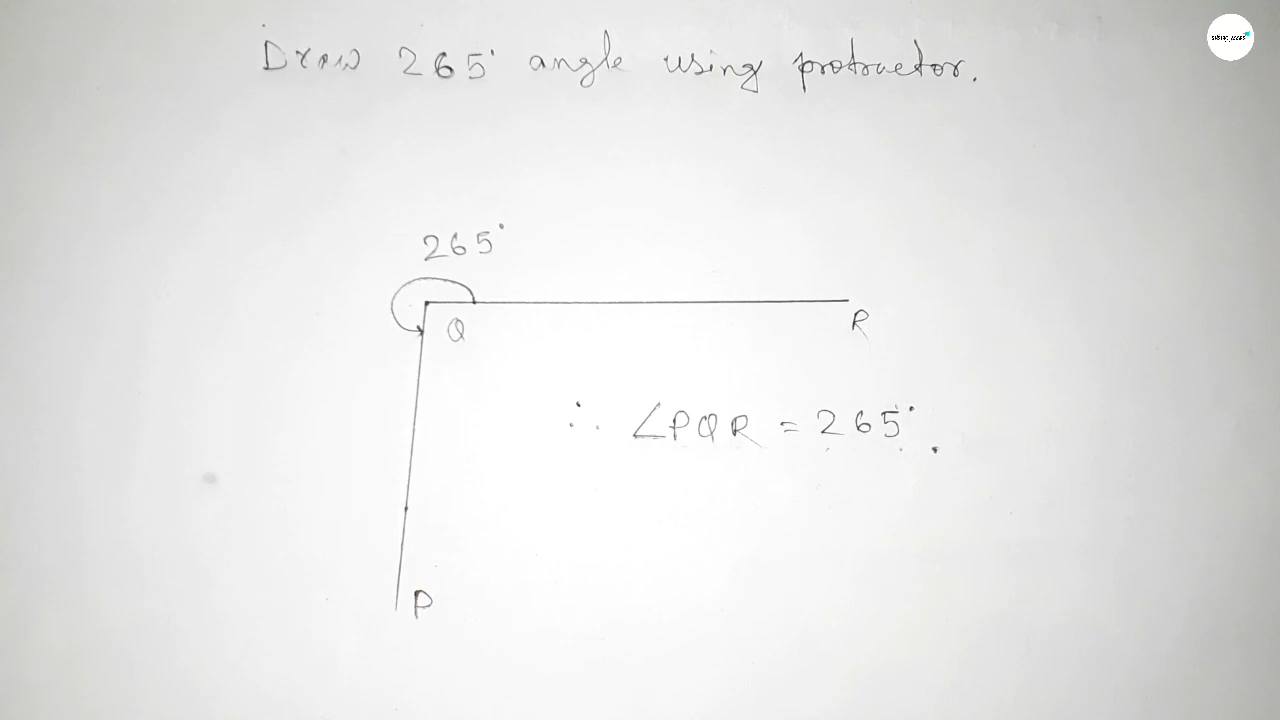 Draw 265° angle using protractor.
265°
Q
R
∴ ∠PQR = 265°.
P